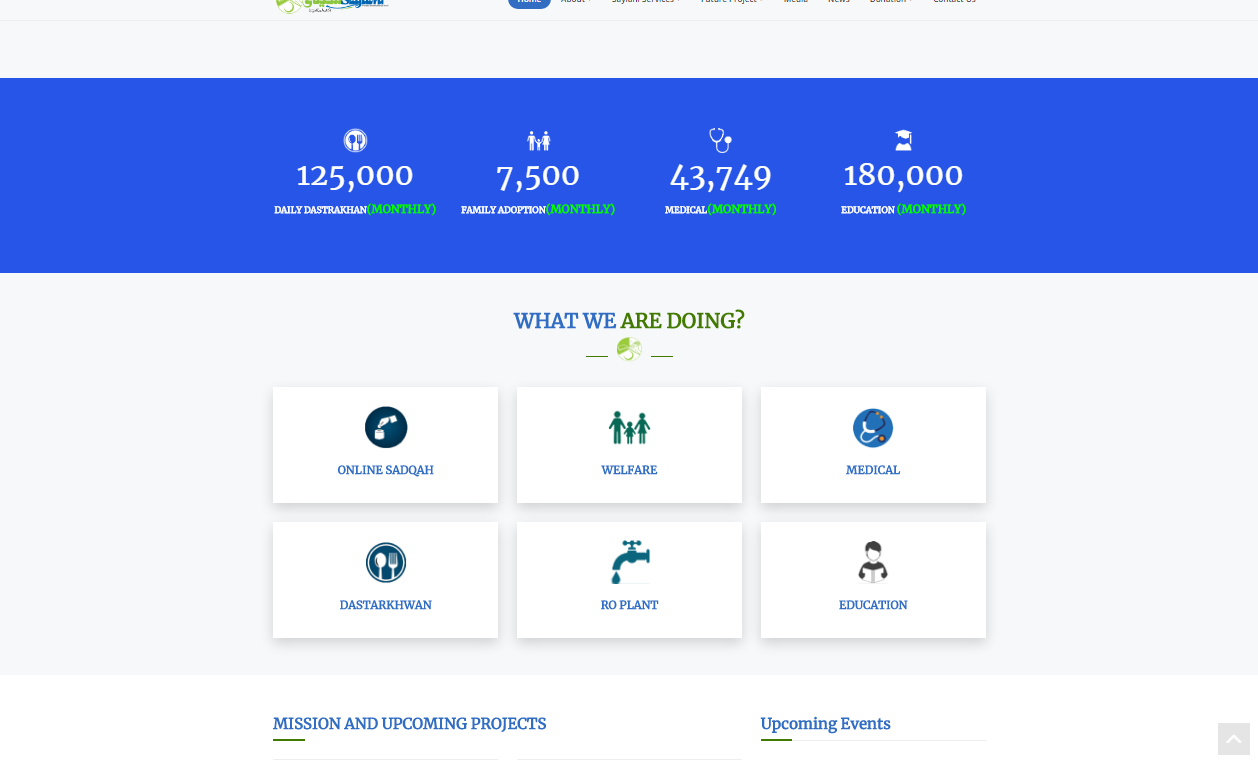 Home About Saylani Services Future Project Media News Donation Contact Us
125,000
7,500
43,749
180,000
DAILY DASTRAKHAN(MONTHLY)
FAMILY ADOPTION(MONTHLY)
MEDICAL(MONTHLY)
EDUCATION (MONTHLY)
WHAT WE ARE DOING?
ONLINE SADQAH
WELFARE
MEDICAL
DASTARKHWAN
RO PLANT
EDUCATION
MISSION AND UPCOMING PROJECTS
Upcoming Events